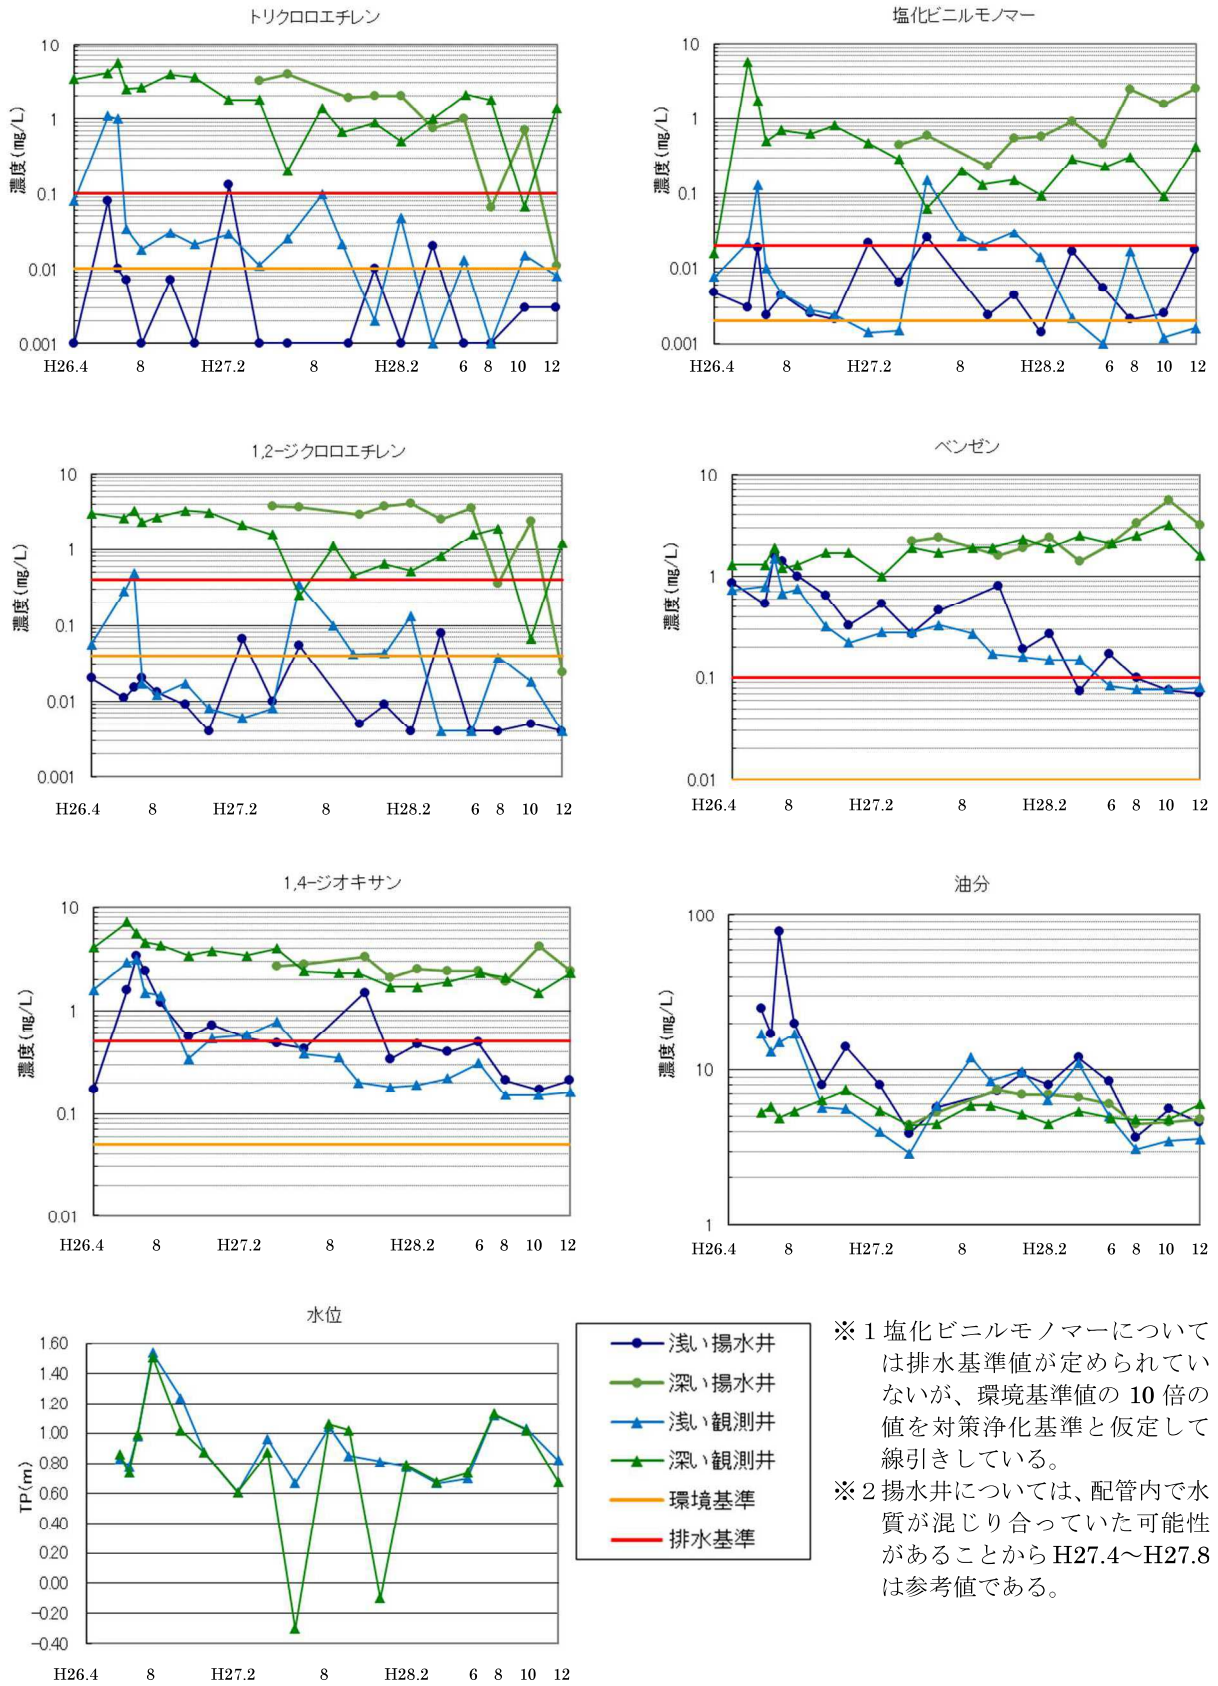 トリクロロエチレン
濃度(mg/L)
10
1
0.1
0.01
0.001
H26.4 8 H27.2 8 H28.2 6 8 10 12
塩化ビニルモノマー
濃度(mg/L)
10
1
0.1
0.01
0.001
H26.4 8 H27.2 8 H28.2 6 8 10 12
1,2-ジクロロエチレン
濃度(mg/L)
10
1
0.1
0.01
0.001
H26.4 8 H27.2 8 H28.2 6 8 10 12
ベンゼン
濃度(mg/L)
10
1
0.1
0.01
H26.4 8 H27.2 8 H28.2 6 8 10 12
1,4-ジオキサン
濃度(mg/L)
10
1
0.1
0.01
H26.4 8 H27.2 8 H28.2 6 8 10 12
油分
濃度(mg/L)
100
10
1
H26.4 8 H27.2 8 H28.2 6 8 10 12
水位
TP(m)
1.60
1.40
1.20
1.00
0.80
0.60
0.40
0.20
0.00
-0.20
-0.40
H26.4 8 H27.2 8 H28.2 6 8 10 12
浅い揚水井
深い揚水井
浅い観測井
深い観測井
環境基準
排水基準
※1 塩化ビニルモノマーについて
は排水基準値が定められてい
ないが、環境基準値の 10 倍の
値を対策浄化基準と仮定して
線引きしている。
※2 揚水井については、配管内で水
質が混じり合っていた可能性
があることから H27.4～H27.8
は参考値である。